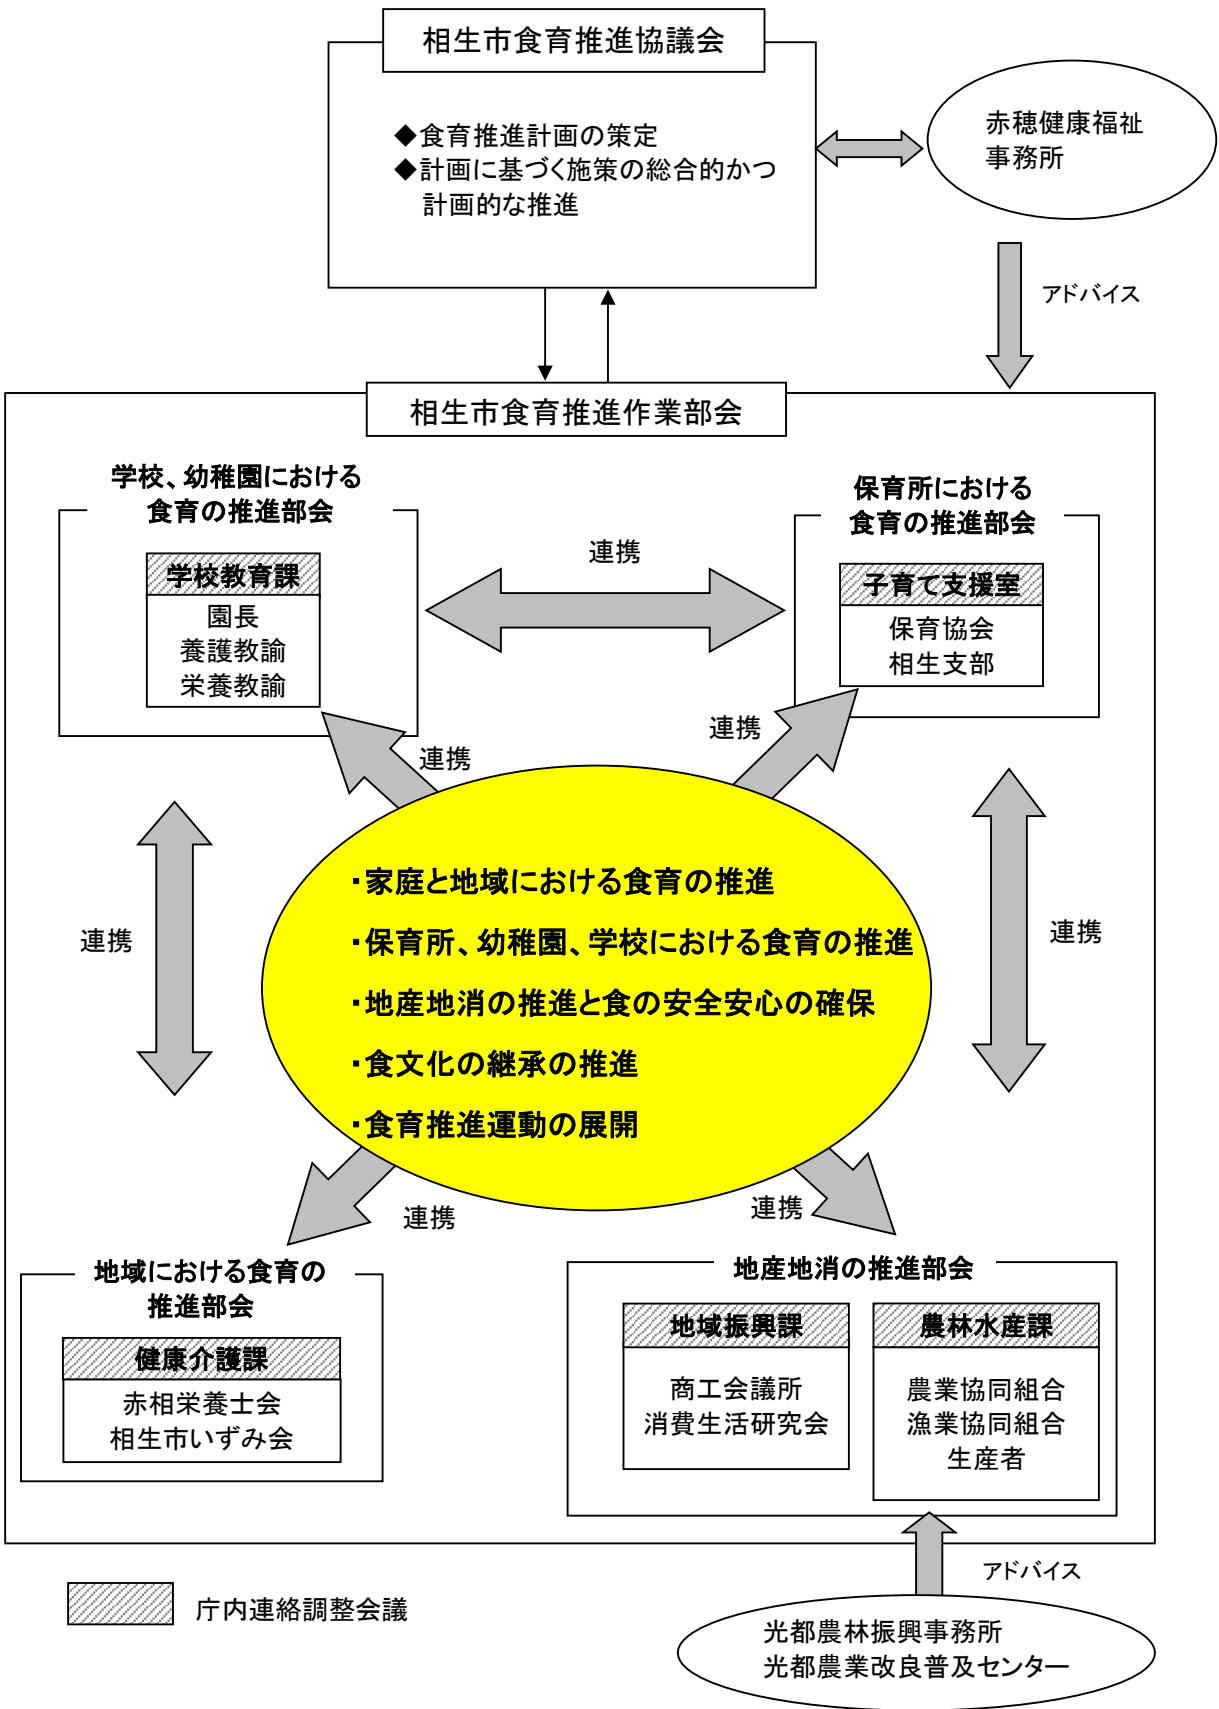 相生市食育推進協議会
◆食育推進計画の策定
◆計画に基づく施策の総合的かつ
計画的な推進
赤穂健康福祉
事務所
アドバイス
相生市食育推進作業部会
学校、幼稚園における
食育の推進部会
学校教育課
園長
養護教諭
栄養教諭
連携
保育所における
食育の推進部会
子育て支援室
保育協会
相生支部
連携
連携
連携
連携
・家庭と地域における食育の推進
・保育所、幼稚園、学校における食育の推進
・地産地消の推進と食の安全安心の確保
・食文化の継承の推進
・食育推進運動の展開
連携
連携
地域における食育の
推進部会
健康介護課
赤相栄養士会
相生市いずみ会
地産地消の推進部会
地域振興課
商工会議所
消費生活研究会
農林水産課
農業協同組合
漁業協同組合
生産者
アドバイス
庁内連絡調整会議
光都農林振興事務所
光都農業改良普及センター